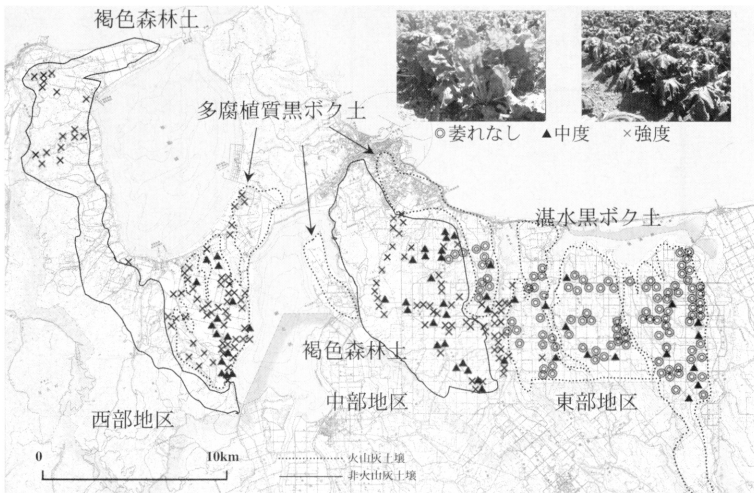 褐色森林土
多腐植質黒ボク土
◎萎れなし ▲中度 ×強度
湛水黒ボク土
褐色森林土
西部地区
中部地区
東部地区
0 10km
火山灰土壌
非火山灰土壌